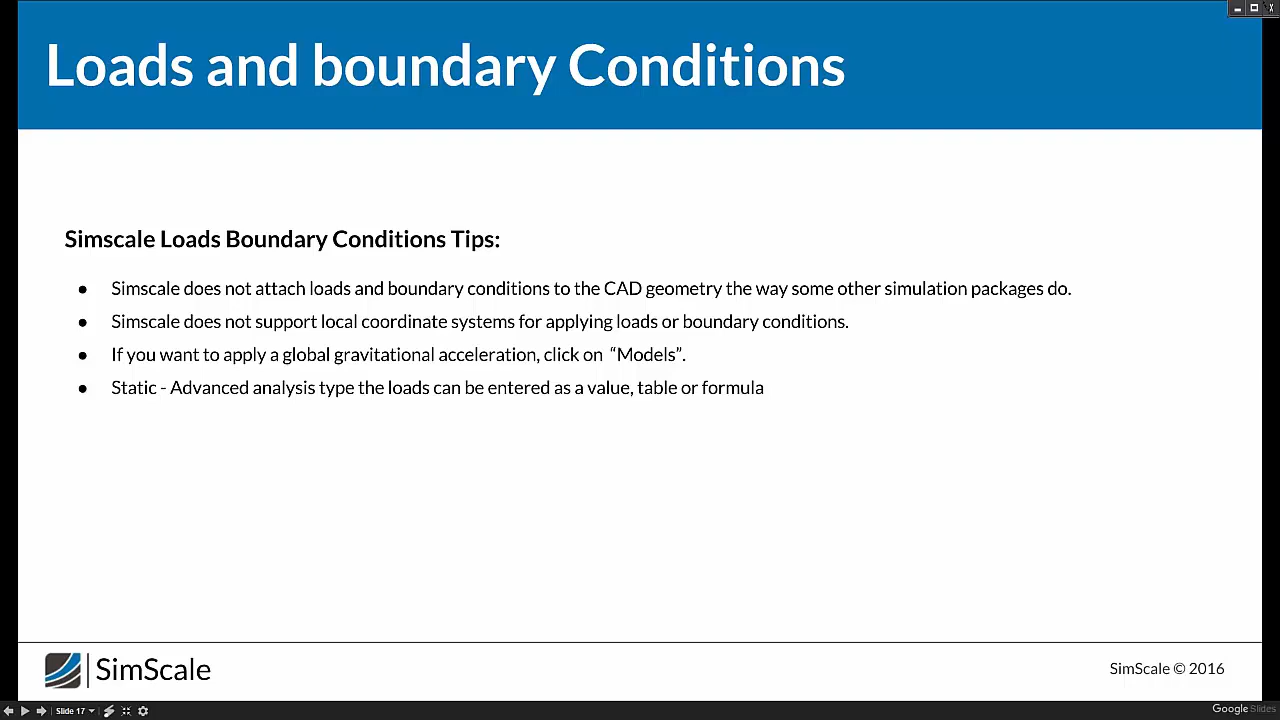 Loads and boundary Conditions
Simscale Loads Boundary Conditions Tips:
● Simscale does not attach loads and boundary conditions to the CAD geometry the way some other simulation packages do.
● Simscale does not support local coordinate systems for applying loads or boundary conditions.
● If you want to apply a global gravitational acceleration, click on “Models”.
● Static - Advanced analysis type the loads can be entered as a value, table or formula
SimScale
SimScale © 2016
Slide 17
Google Slides